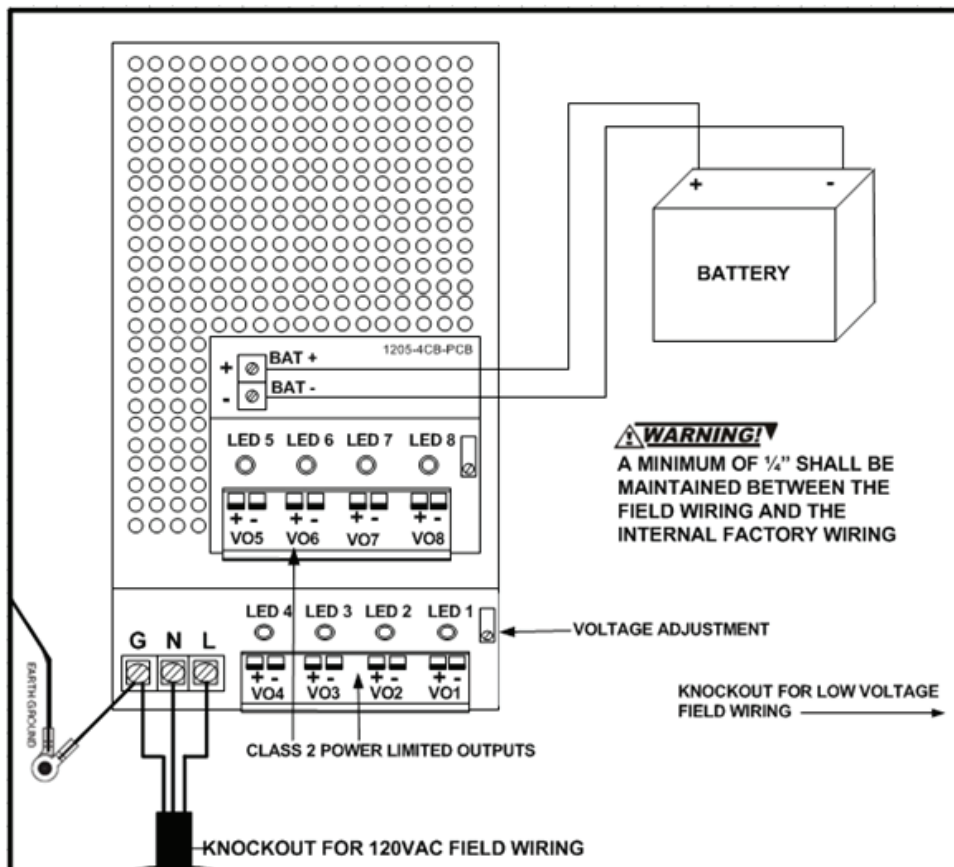 1205-4CB-PCB
+ BAT +
- BAT -
+ -
BATTERY
LED 5 LED 6 LED 7 LED 8
+ - + - + - + -
VO5 VO6 VO7 VO8
WARNING!
A MINIMUM OF ¼” SHALL BE
MAINTAINED BETWEEN THE
FIELD WIRING AND THE
INTERNAL FACTORY WIRING
LED 4 LED 3 LED 2 LED 1
VOLTAGE ADJUSTMENT
G N L
+ - + - + - + -
VO4 VO3 VO2 VO1
EARTH GROUND
KNOCKOUT FOR LOW VOLTAGE
FIELD WIRING
CLASS 2 POWER LIMITED OUTPUTS
KNOCKOUT FOR 120VAC FIELD WIRING